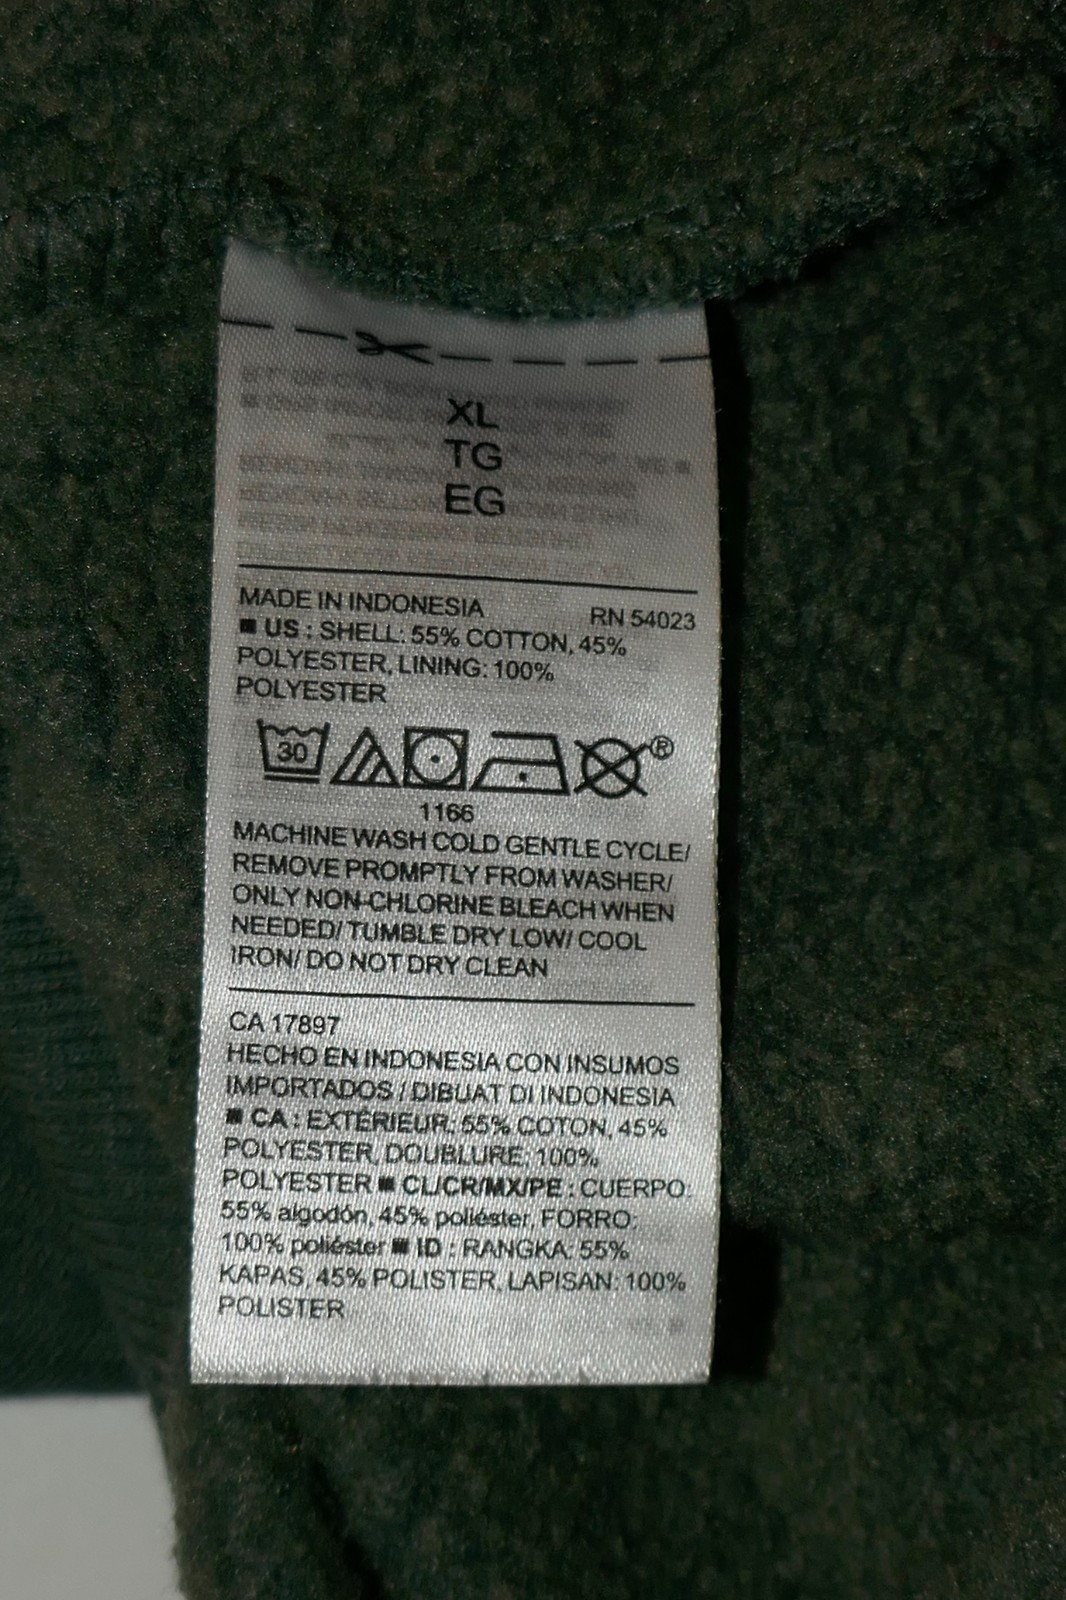 XL
TG
EG
MADE IN INDONESIA RN 54023
■ US : SHELL: 55% COTTON, 45%
POLYESTER, LINING: 100%
POLYESTER
30 ®
1166
MACHINE WASH COLD GENTLE CYCLE/
REMOVE PROMPTLY FROM WASHER/
ONLY NON-CHLORINE BLEACH WHEN
NEEDED/ TUMBLE DRY LOW/ COOL
IRON/ DO NOT DRY CLEAN
CA 17897
HECHO EN INDONESIA CON INSUMOS
IMPORTADOS / DIBUAT DI INDONESIA
■ CA : EXTÉRIEUR: 55% COTON, 45%
POLYESTER, DOUBLURE: 100%
POLYESTER ■ CL/CR/MX/PE : CUERPO:
55% algodón, 45% poliéster, FORRO:
100% poliéster ■ ID : RANGKA: 55%
KAPAS, 45% POLISTER, LAPISAN: 100%
POLISTER